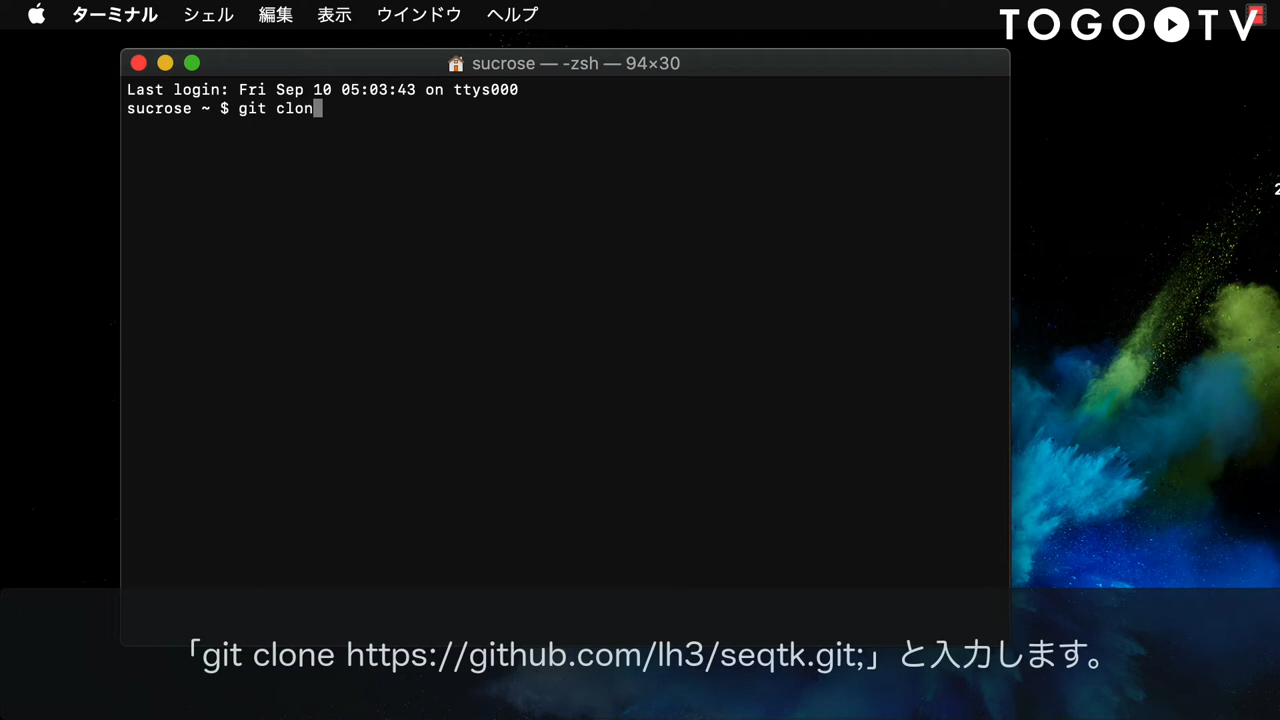 ターミナル シェル 編集 表示 ウインドウ ヘルプ
TOGO TV
sucrose — -zsh — 94×30
Last login: Fri Sep 10 05:03:43 on ttys000
sucrose ~ $ git clon
2
「git clone https://github.com/lh3/seqtk.git;」と入力します。